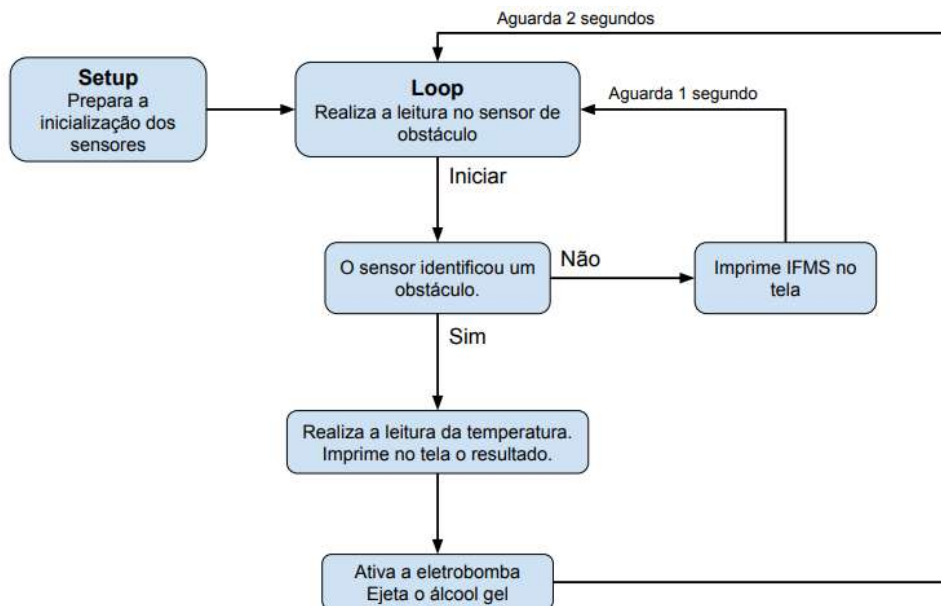 Aguarda 2 segundos
Setup
Prepara a
inicialização dos
sensores
Loop
Realiza a leitura no sensor de
obstáculo
Aguarda 1 segundo
Iniciar
O sensor identificou um
obstáculo.
Não
Imprime IFMS no
tela
Sim
Realiza a leitura da temperatura.
Imprime no tela o resultado.
Ativa a eletrobomba
Ejeta o álcool gel